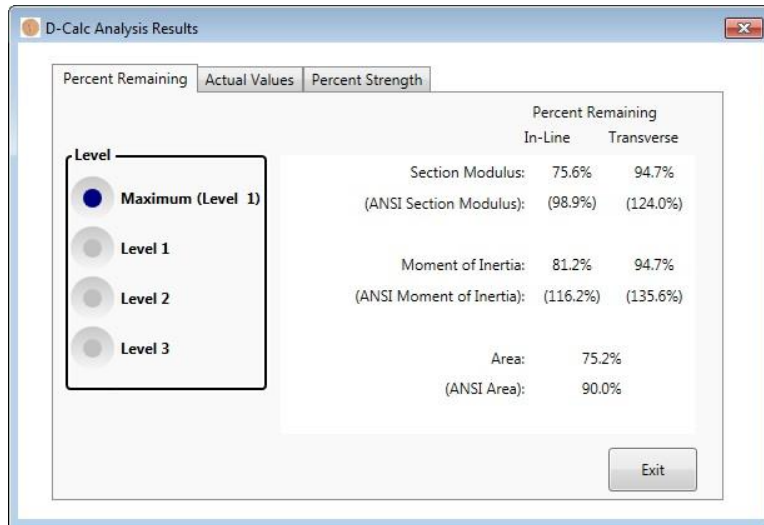 D-Calc Analysis Results
Percent Remaining Actual Values Percent Strength
Percent Remaining
In-Line Transverse
Level
Maximum (Level 1)
Level 1
Level 2
Level 3
Section Modulus: 75.6% 94.7%
(ANSI Section Modulus): (98.9%) (124.0%)
Moment of Inertia: 81.2% 94.7%
(ANSI Moment of Inertia): (116.2%) (135.6%)
Area: 75.2%
(ANSI Area): 90.0%
Exit